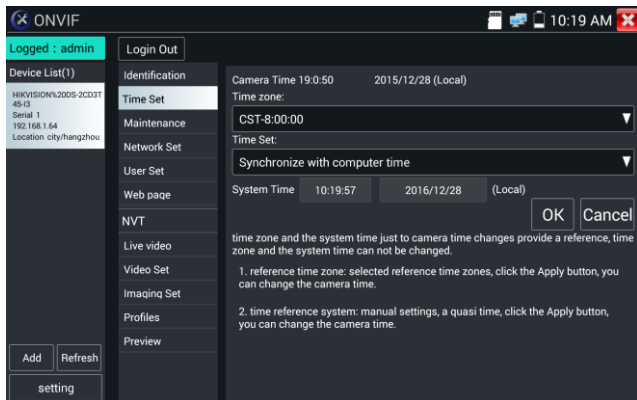 ONVIF
10:19 AM
Logged : admin
Login Out
Device List(1)
HIKVISION%20DS-2CD3T
45-I3
Serial 1
192.168.1.64
Location city/hangzhou
Identification
Time Set
Maintenance
Network Set
User Set
Web page
NVT
Live video
Video Set
Imaging Set
Profiles
Preview
Camera Time 19:0:50 2015/12/28 (Local)
Time zone:
CST-8:00:00
Time Set:
Synchronize with computer time
System Time 10:19:57 2016/12/28 (Local)
OK Cancel
time zone and the system time just to camera time changes provide a reference, time
zone and the system time can not be changed.
1. reference time zone: selected reference time zones, click the Apply button, you
can change the camera time.
2. time reference system: manual settings, a quasi time, click the Apply button,
you can change the camera time.
Add Refresh
setting